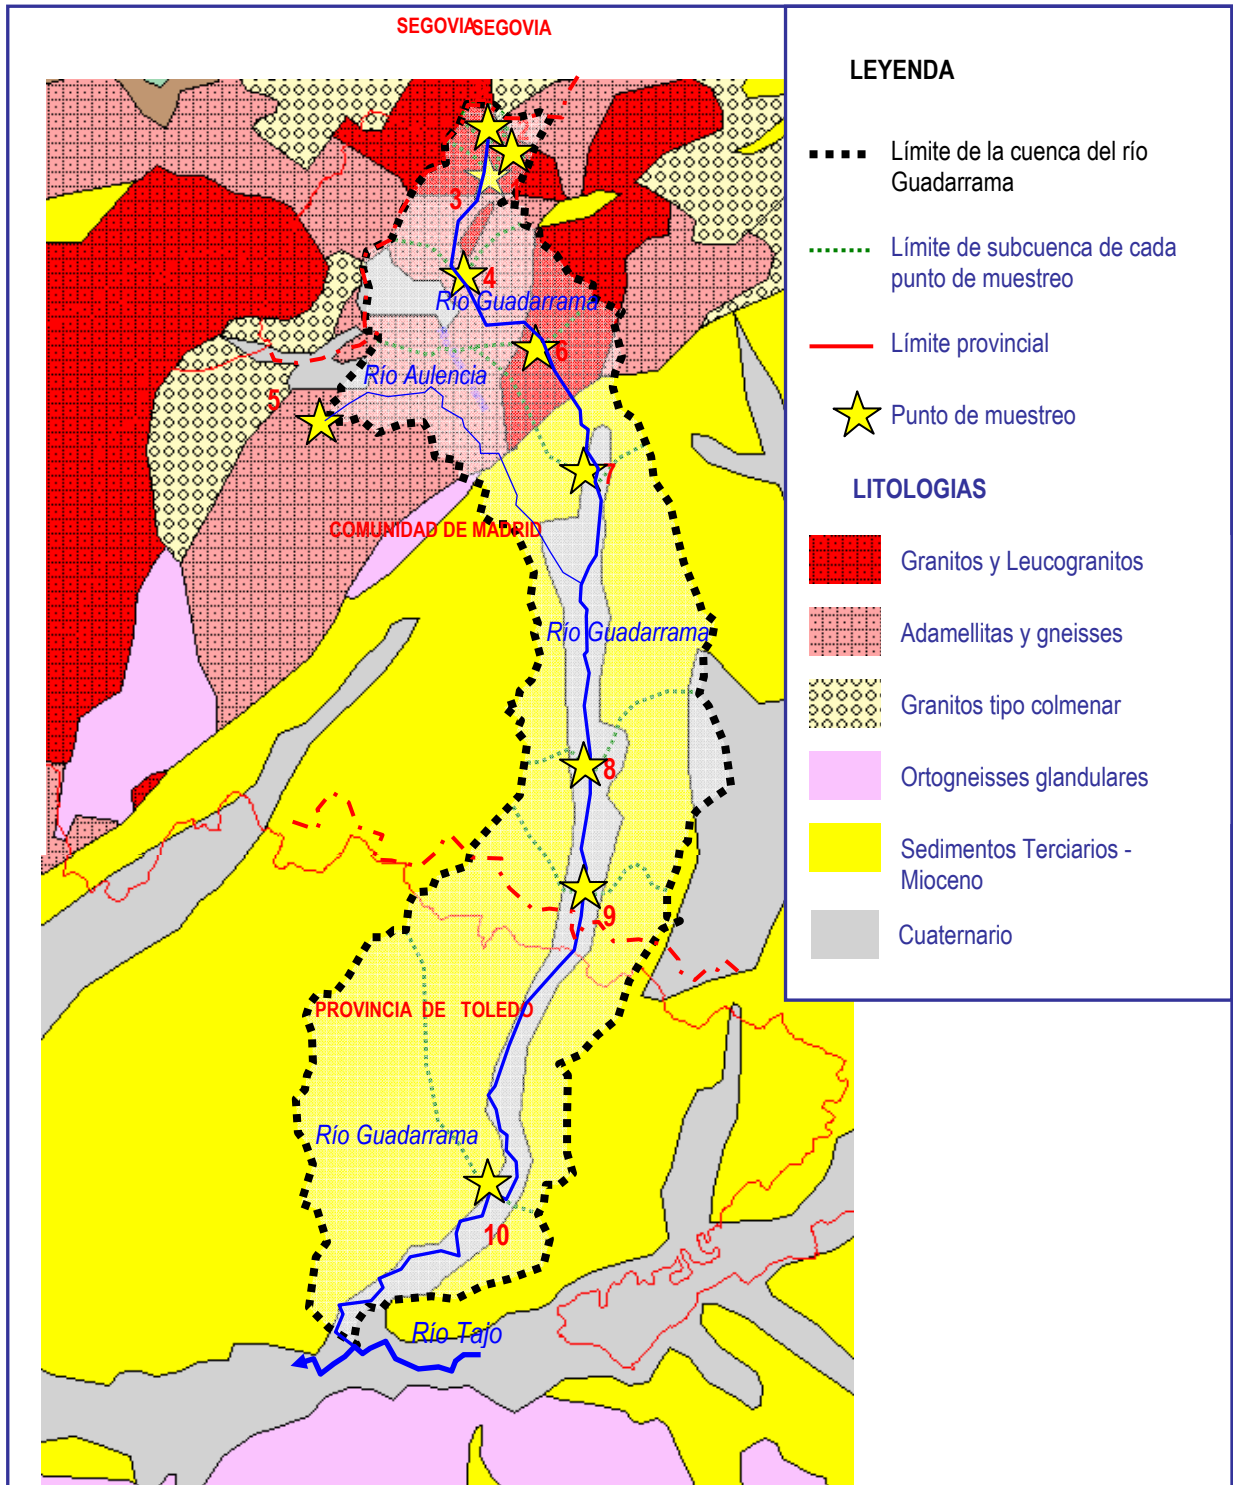 SEGOVIA
SEGOVIA
2
3
4
Río Guadarrama
6
Río Aulencia
5
7
COMUNIDAD DE MADRID
Río Guadarrama
8
9
PROVINCIA DE TOLEDO
Río Guadarrama
10
Río Tajo
LEYENDA
Límite de la cuenca del río
Guadarrama
Límite de subcuenca de cada
punto de muestreo
Límite provincial
Punto de muestreo
LITOLOGIAS
Granitos y Leucogranitos
Adamellitas y gneisses
Granitos tipo colmenar
Ortogneisses glandulares
Sedimentos Terciarios -
Mioceno
Cuaternario